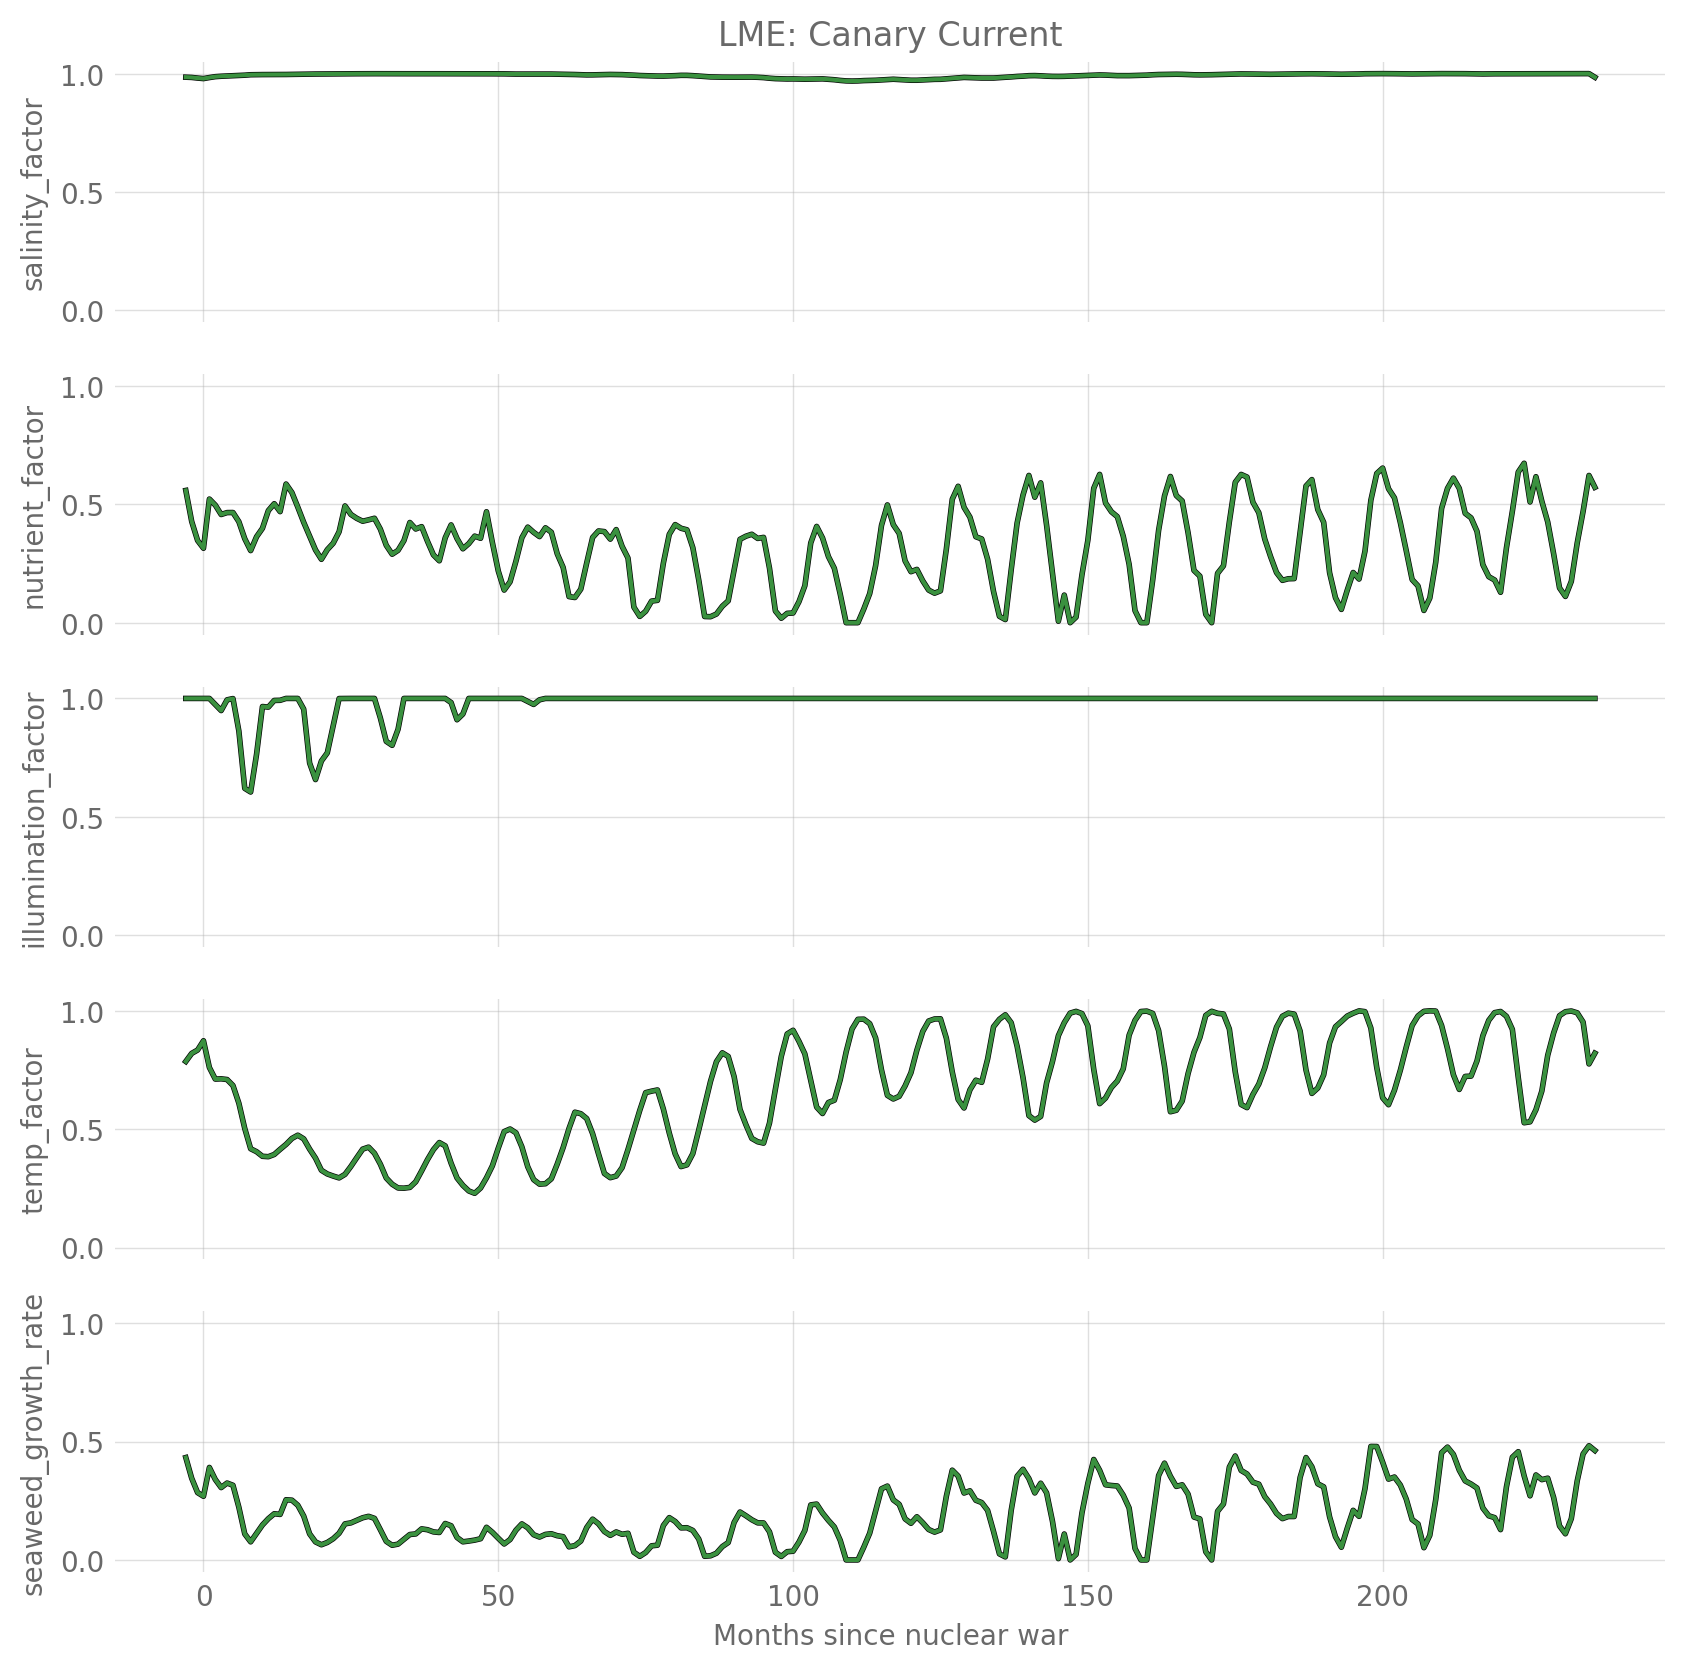 LME: Canary Current
1.0
0.5
0.0
salinity_factor
1.0
0.5
0.0
nutrient_factor
1.0
0.5
0.0
illumination_factor
1.0
0.5
0.0
temp_factor
1.0
0.5
0.0
seaweed_growth_rate
0 50 100 150 200
Months since nuclear war